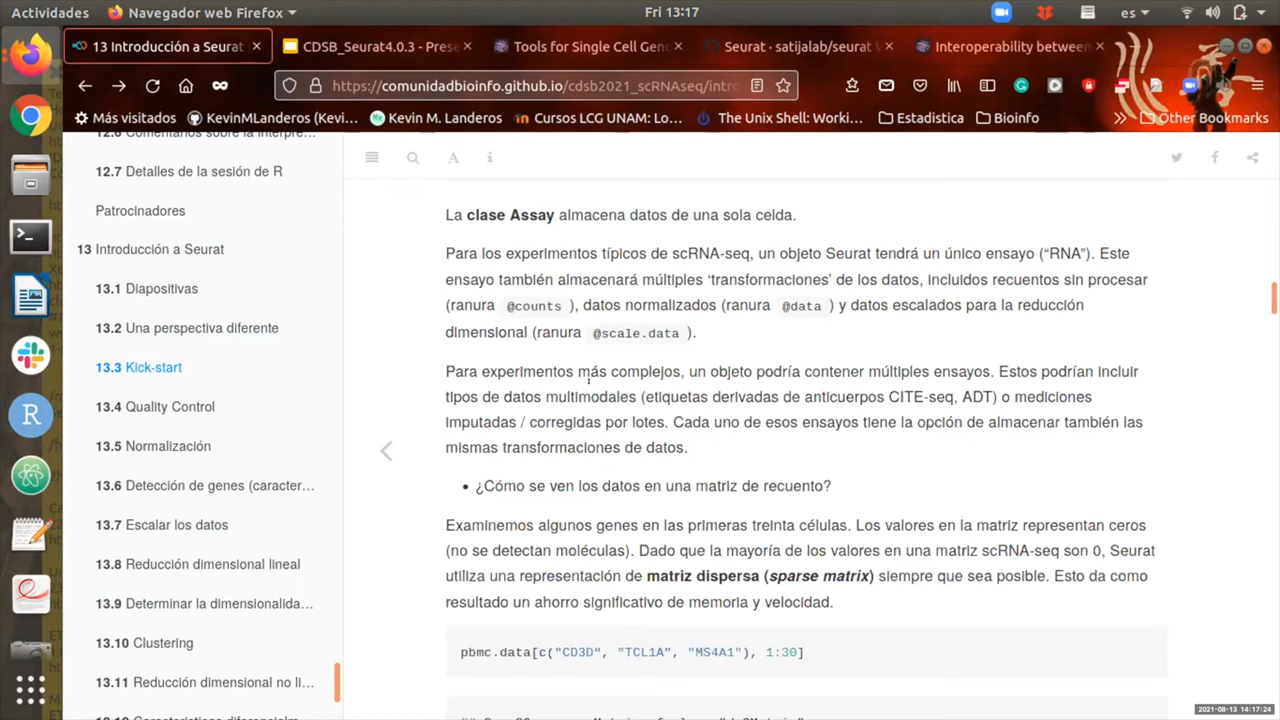 Actividades
Navegador web Firefox
Fri 13:17
es
13 Introducción a Seurat
CDSB_Seurat4.0.3 - Prese
Tools for Single Cell Geno
Seurat · satijalab/seurat W
Interoperability between
https://comunidadbioinfo.github.io/cdsb2021_scRNAseq/intro
Más visitados
KevinMLanderos (Kevi...
Kevin M. Landeros
Cursos LCG UNAM: Lo...
The Unix Shell: Worki...
Estadistica
Bioinfo
Other Bookmarks
12.6 Comentarios sobre la interpre...
12.7 Detalles de la sesión de R
Patrocinadores
13 Introducción a Seurat
13.1 Diapositivas
13.2 Una perspectiva diferente
13.3 Kick-start
13.4 Quality Control
13.5 Normalización
13.6 Detección de genes (caracter...
13.7 Escalar los datos
13.8 Reducción dimensional lineal
13.9 Determinar la dimensionalida...
13.10 Clustering
13.11 Reducción dimensional no li...
La clase Assay almacena datos de una sola celda.
Para los experimentos típicos de scRNA-seq, un objeto Seurat tendrá un único ensayo (“RNA”). Este
ensayo también almacenará múltiples ‘transformaciones’ de los datos, incluidos recuentos sin procesar
(ranura @counts ), datos normalizados (ranura @data ) y datos escalados para la reducción
dimensional (ranura @scale.data ).
Para experimentos más complejos, un objeto podría contener múltiples ensayos. Estos podrían incluir
tipos de datos multimodales (etiquetas derivadas de anticuerpos CITE-seq, ADT) o mediciones
imputadas / corregidas por lotes. Cada uno de esos ensayos tiene la opción de almacenar también las
mismas transformaciones de datos.
• ¿Cómo se ven los datos en una matriz de recuento?
Examinemos algunos genes en las primeras treinta células. Los valores en la matriz representan ceros
(no se detectan moléculas). Dado que la mayoría de los valores en una matriz scRNA-seq son 0, Seurat
utiliza una representación de matriz dispersa (sparse matrix) siempre que sea posible. Esto da como
resultado un ahorro significativo de memoria y velocidad.
pbmc.data[c("CD3D", "TCL1A", "MS4A1"), 1:30]
2021-08-13 14:17:24